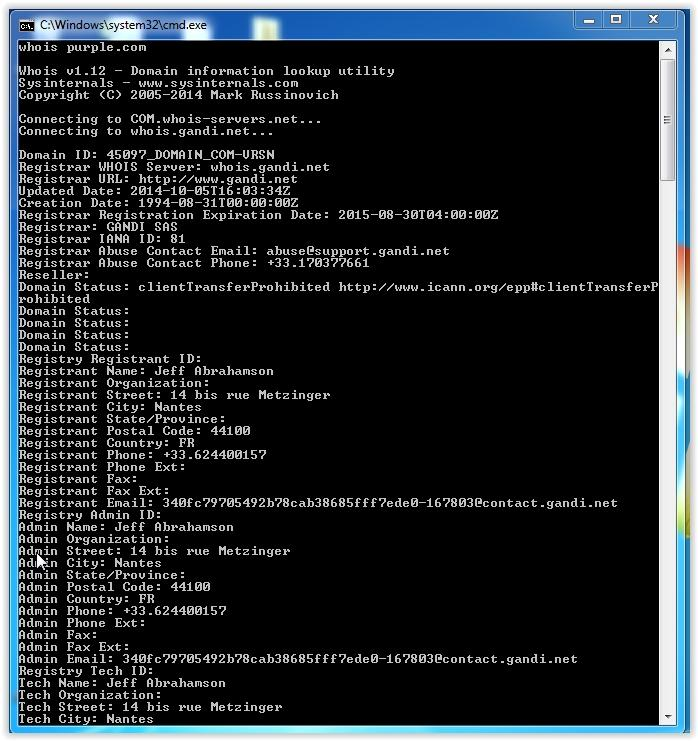 C:\Windows\system32\cmd.exe
whois purple.com
Whois v1.12 - Domain information lookup utility
Sysinternals - www.sysinternals.com
Copyright (C) 2005-2014 Mark Russinovich
Connecting to COM.whois-servers.net...
Connecting to whois.gandi.net...
Domain ID: 45097_DOMAIN_COM-VRSN
Registrar WHOIS Server: whois.gandi.net
Registrar URL: http://www.gandi.net
Updated Date: 2014-10-05T16:03:34Z
Creation Date: 1994-08-31T00:00:00Z
Registrar Registration Expiration Date: 2015-08-30T04:00:00Z
Registrar: GANDI SAS
Registrar IANA ID: 81
Registrar Abuse Contact Email: abuse@support.gandi.net
Registrar Abuse Contact Phone: +33.170377661
Reseller:
Domain Status: clientTransferProhibited http://www.icann.org/epp#clientTransferP
rohibited
Domain Status:
Domain Status:
Domain Status:
Domain Status:
Registry Registrant ID:
Registrant Name: Jeff Abrahamson
Registrant Organization:
Registrant Street: 14 bis rue Metzinger
Registrant City: Nantes
Registrant State/Province:
Registrant Postal Code: 44100
Registrant Country: FR
Registrant Phone: +33.624400157
Registrant Phone Ext:
Registrant Fax:
Registrant Fax Ext:
Registrant Email: 340fc79705492b78cab38685fff7ede0-167803@contact.gandi.net
Registry Admin ID:
Admin Name: Jeff Abrahamson
Admin Organization:
Admin Street: 14 bis rue Metzinger
Admin City: Nantes
Admin State/Province:
Admin Postal Code: 44100
Admin Country: FR
Admin Phone: +33.624400157
Admin Phone Ext:
Admin Fax:
Admin Fax Ext:
Admin Email: 340fc79705492b78cab38685fff7ede0-167803@contact.gandi.net
Registry Tech ID:
Tech Name: Jeff Abrahamson
Tech Organization:
Tech Street: 14 bis rue Metzinger
Tech City: Nantes